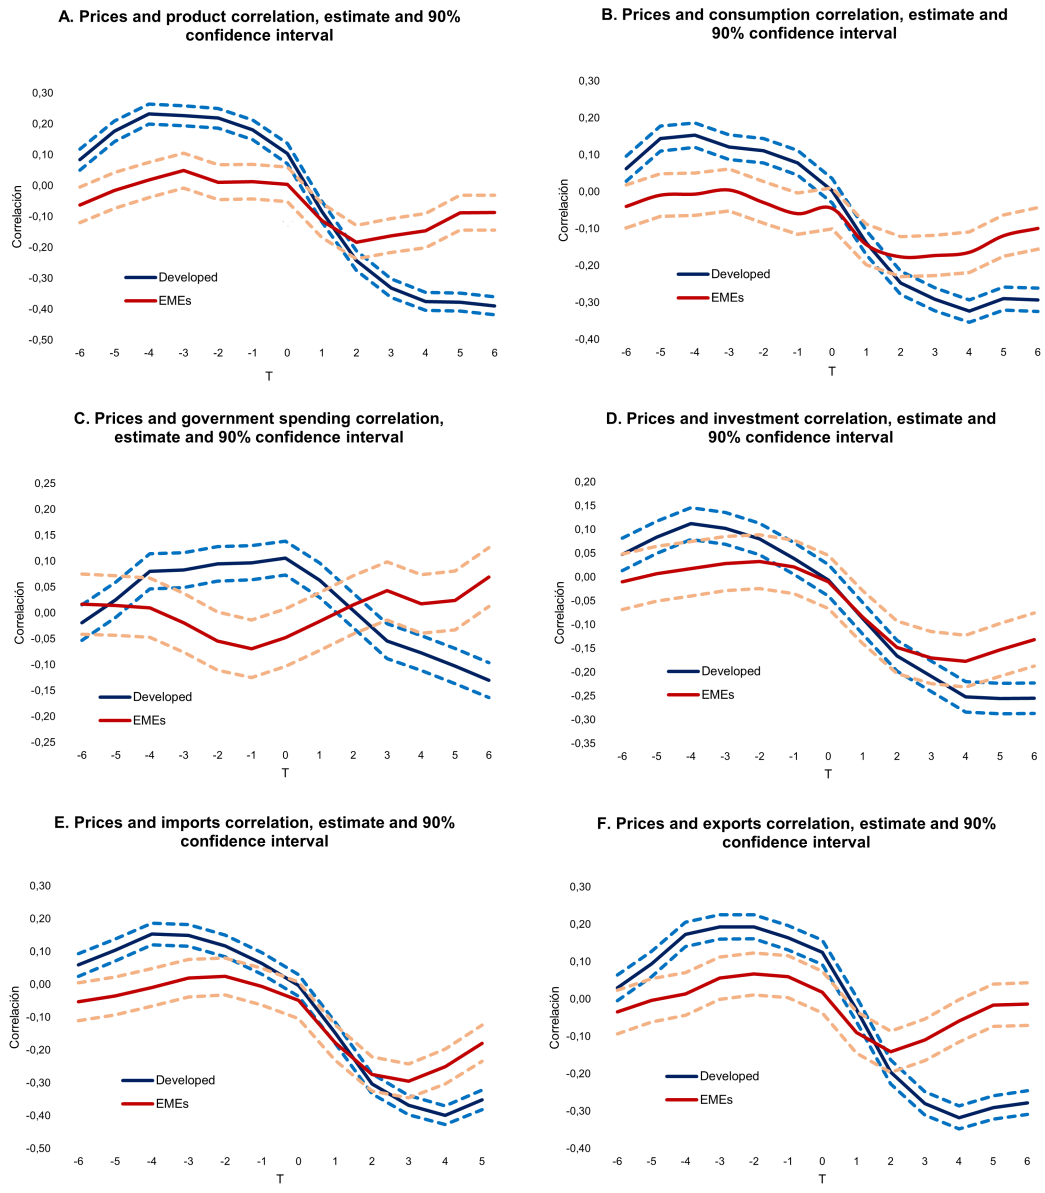 A. Prices and product correlation, estimate and 90%
confidence interval
0,30
0,20
0,10
0,00
-0,10
-0,20
-0,30
-0,40
-0,50
Correlación
Developed
EMEs
-6 -5 -4 -3 -2 -1 0 1 2 3 4 5 6
T
B. Prices and consumption correlation, estimate and
90% confidence interval
0,30
0,20
0,10
0,00
-0,10
-0,20
-0,30
-0,40
Correlación
Developed
EMEs
-6 -5 -4 -3 -2 -1 0 1 2 3 4 5 6
T
C. Prices and government spending correlation,
estimate and 90% confidence interval
0,25
0,20
0,15
0,10
0,05
0,00
-0,05
-0,10
-0,15
-0,20
-0,25
Correlación
Developed
EMEs
-6 -5 -4 -3 -2 -1 0 1 2 3 4 5 6
T
D. Prices and investment correlation, estimate and
90% confidence interval
0,20
0,15
0,10
0,05
0,00
-0,05
-0,10
-0,15
-0,20
-0,25
-0,30
-0,35
Correlación
Developed
EMEs
-6 -5 -4 -3 -2 -1 0 1 2 3 4 5 6
T
E. Prices and imports correlation, estimate and 90%
confidence interval
0,30
0,20
0,10
0,00
-0,10
-0,20
-0,30
-0,40
-0,50
Correlación
Developed
EMEs
-6 -5 -4 -3 -2 -1 0 1 2 3 4 5
T
F. Prices and exports correlation, estimate and 90%
confidence interval
0,30
0,20
0,10
0,00
-0,10
-0,20
-0,30
-0,40
Correlación
Developed
EMEs
-6 -5 -4 -3 -2 -1 0 1 2 3 4 5 6
T